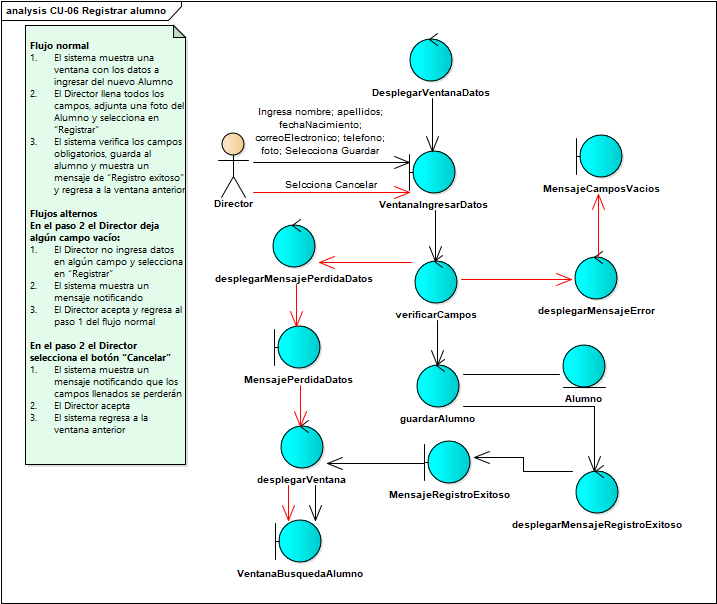 analysis CU-06 Registrar alumno
Flujo normal
1. El sistema muestra una
ventana con los datos a
ingresar del nuevo Alumno
2. El Director llena todos los
campos, adjunta una foto del
Alumno y selecciona en
“Registrar”
3. El sistema verifica los campos
obligatorios, guarda al
alumno y muestra un
mensaje de “Registro exitoso”
y regresa a la ventana anterior
Flujos alternos
En el paso 2 el Director deja
algún campo vacío:
1. El Director no ingresa datos
en algún campo y selecciona
en “Registrar”
2. El sistema muestra un
mensaje notificando
3. El Director acepta y regresa al
paso 1 del flujo normal
En el paso 2 el Director
selecciona el botón “Cancelar”
1. El sistema muestra un
mensaje notificando que los
campos llenados se perderán
2. El Director acepta
3. El sistema regresa a la
ventana anterior
DesplegarVentanaDatos
Ingresa nombre; apellidos;
fechaNacimiento;
correoElectronico; telefono;
foto; Selecciona Guardar
Selcciona Cancelar
Director
VentanaIngresarDatos
MensajeCamposVacios
desplegarMensajePerdidaDatos
verificarCampos
desplegarMensajeError
MensajePerdidaDatos
guardarAlumno
Alumno
desplegarVentana
MensajeRegistroExitoso
desplegarMensajeRegistroExitoso
VentanaBusquedaAlumno